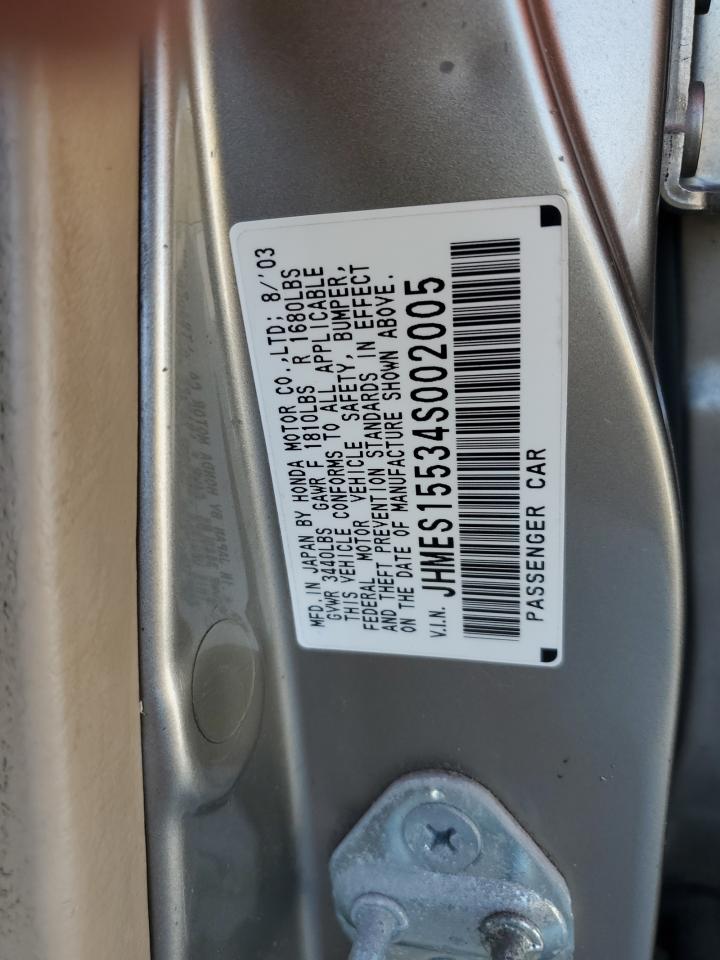 MFD. IN JAPAN BY HONDA MOTOR CO.,LTD; 8/'03
GVWR 3440LBS GAWR F 1810LBS R 1680LBS
THIS VEHICLE CONFORMS TO ALL APPLICABLE
FEDERAL MOTOR VEHICLE SAFETY, BUMPER,
AND THEFT PREVENTION STANDARDS IN EFFECT
ON THE DATE OF MANUFACTURE SHOWN ABOVE.
V.I.N. JHMES15534S002005
PASSENGER CAR